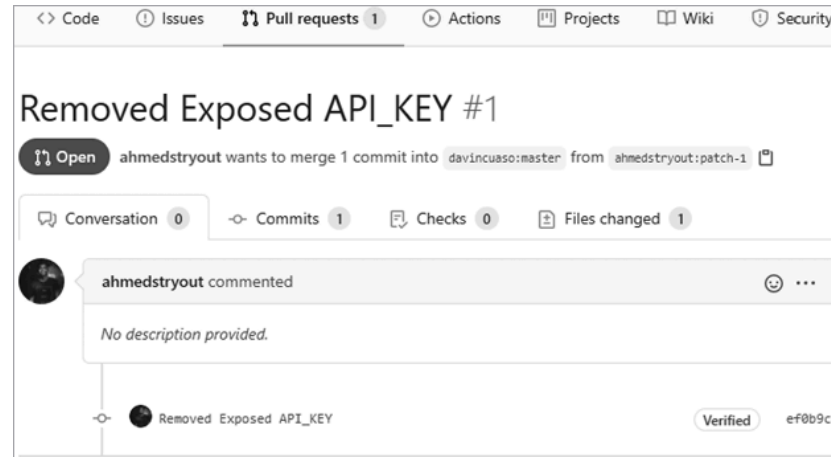 Code Issues Pull requests 1 Actions Projects Wiki Security
Removed Exposed API_KEY #1
Open ahmedstryout wants to merge 1 commit into davincuaso:master from ahmedstryout:patch-1
Conversation 0 Commits 1 Checks 0 Files changed 1
ahmedstryout commented
No description provided.
Removed Exposed API_KEY Verified ef0b9c